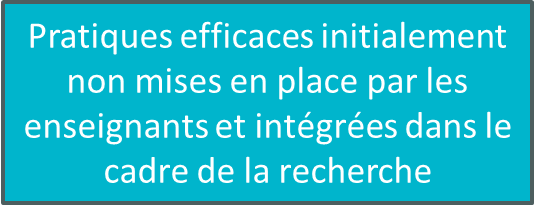 Pratiques efficaces initialement
non mises en place par les
enseignants et intégrées dans le
cadre de la recherche